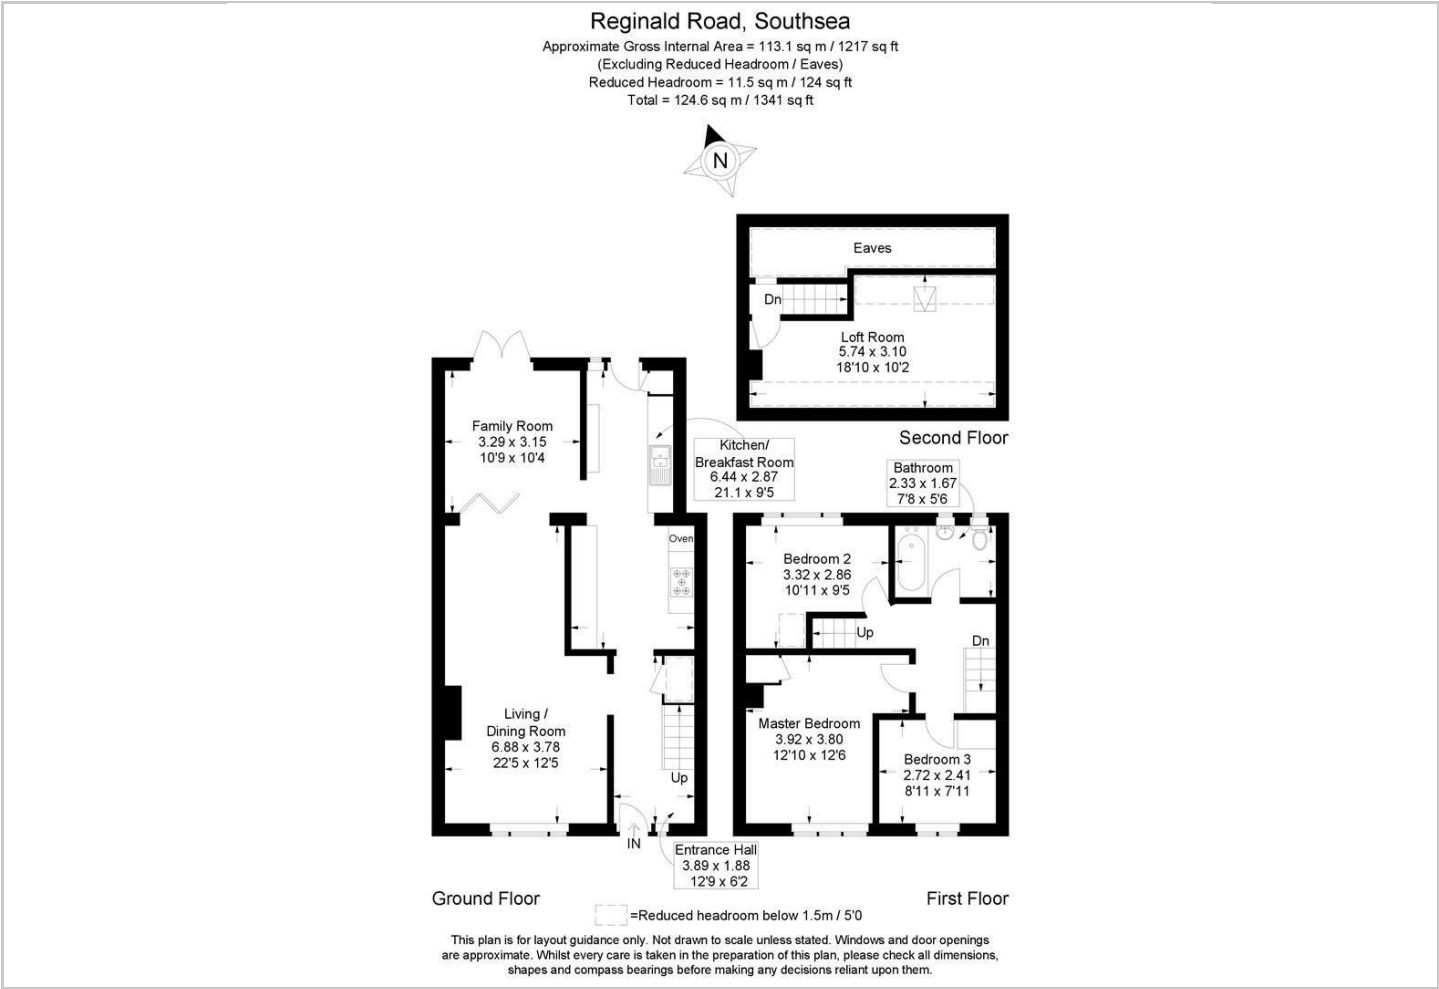 Reginald Road, Southsea
Approximate Gross Internal Area = 113.1 sq m / 1217 sq ft
(Excluding Reduced Headroom / Eaves)
Reduced Headroom = 11.5 sq m / 124 sq ft
Total = 124.6 sq m / 1341 sq ft
N
Eaves
Dn
Loft Room
5.74 x 3.10
18'10 x 10'2
Second Floor
Family Room
3.29 x 3.15
10'9 x 10'4
Kitchen/
Breakfast Room
6.44 x 2.87
21.1 x 9'5
Oven
Living /
Dining Room
6.88 x 3.78
22'5 x 12'5
Up
IN
Entrance Hall
3.89 x 1.88
12'9 x 6'2
Ground Floor
Bathroom
2.33 x 1.67
7'8 x 5'6
Bedroom 2
3.32 x 2.86
10'11 x 9'5
Up
Dn
Master Bedroom
3.92 x 3.80
12'10 x 12'6
Bedroom 3
2.72 x 2.41
8'11 x 7'11
First Floor
=Reduced headroom below 1.5m / 5'0
This plan is for layout guidance only. Not drawn to scale unless stated. Windows and door openings
are approximate. Whilst every care is taken in the preparation of this plan, please check all dimensions,
shapes and compass bearings before making any decisions reliant upon them.